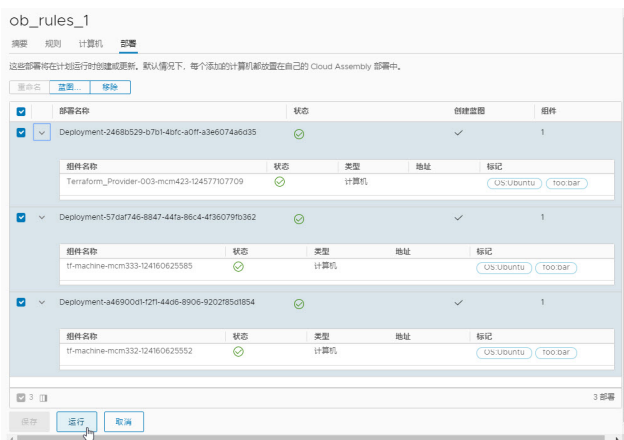 ob_rules_1
摘要 规则 计算机 部署
这些部署将在计划运行时创建或更新。默认情况下，每个添加的计算机都放置在自己的 Cloud Assembly 部署中。
重命名 蓝图... 移除
部署名称 状态 创建蓝图 组件
Deployment-2468b529-b7b1-4bfc-a0ff-a3e6074a6d35 1
组件名称 状态 类型 地址 标记
Terraform_Provider-003-mcm423-124577107709 计算机 OS:Ubuntu foo:bar
Deployment-57daf746-8847-44fa-86c4-4f36079fb362 1
组件名称 状态 类型 地址 标记
tf-machine-mcm333-124160625585 计算机 OS:Ubuntu foo:bar
Deployment-a46900d1-f2f1-44d6-8906-9202f85d1854 1
组件名称 状态 类型 地址 标记
tf-machine-mcm332-124160625552 计算机 OS:Ubuntu foo:bar
3 3 部署
保存 运行 取消